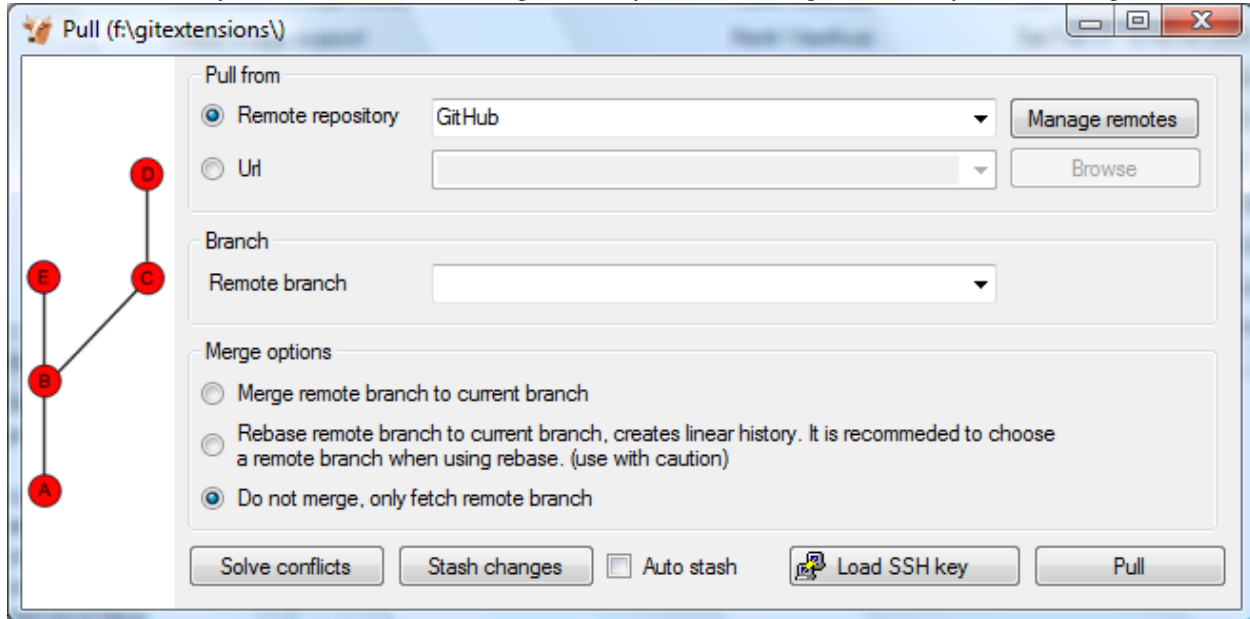 Pull (f:\gitextensions\)
Pull from
Remote repository
GitHub
Manage remotes
Url
Browse
D
Branch
E
C
Remote branch
Merge options
B
Merge remote branch to current branch
Rebase remote branch to current branch, creates linear history. It is recommeded to choose
a remote branch when using rebase. (use with caution)
A
Do not merge, only fetch remote branch
Solve conflicts
Stash changes
Auto stash
Load SSH key
Pull